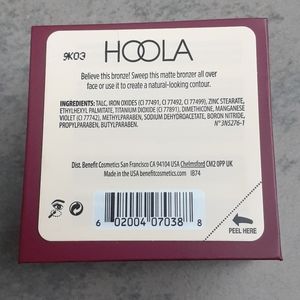 9K03
HOOLA
Believe this bronze! Sweep this matte bronzer all over
face or use it to create a natural-looking contour.
INGREDIENTS: TALC, IRON OXIDES (CI 77491, CI 77492, CI 77499), ZINC STEARATE,
ETHYLHEXYL PALMITATE, TITANIUM DIOXIDE (CI 77891), DIMETHICONE, MANGANESE
VIOLET (CI 77742), METHYLPARABEN, SODIUM DEHYDROACETATE, BORON NITRIDE,
PROPYLPARABEN, BUTYLPARABEN. N° 3N5276-1
Dist. Benefit Cosmetics San Francisco CA 94104 USA Chelmsford CM2 0PP UK
Made in the USA benefitcosmetics.com IB74
6 02004 07038 8
PEEL HERE